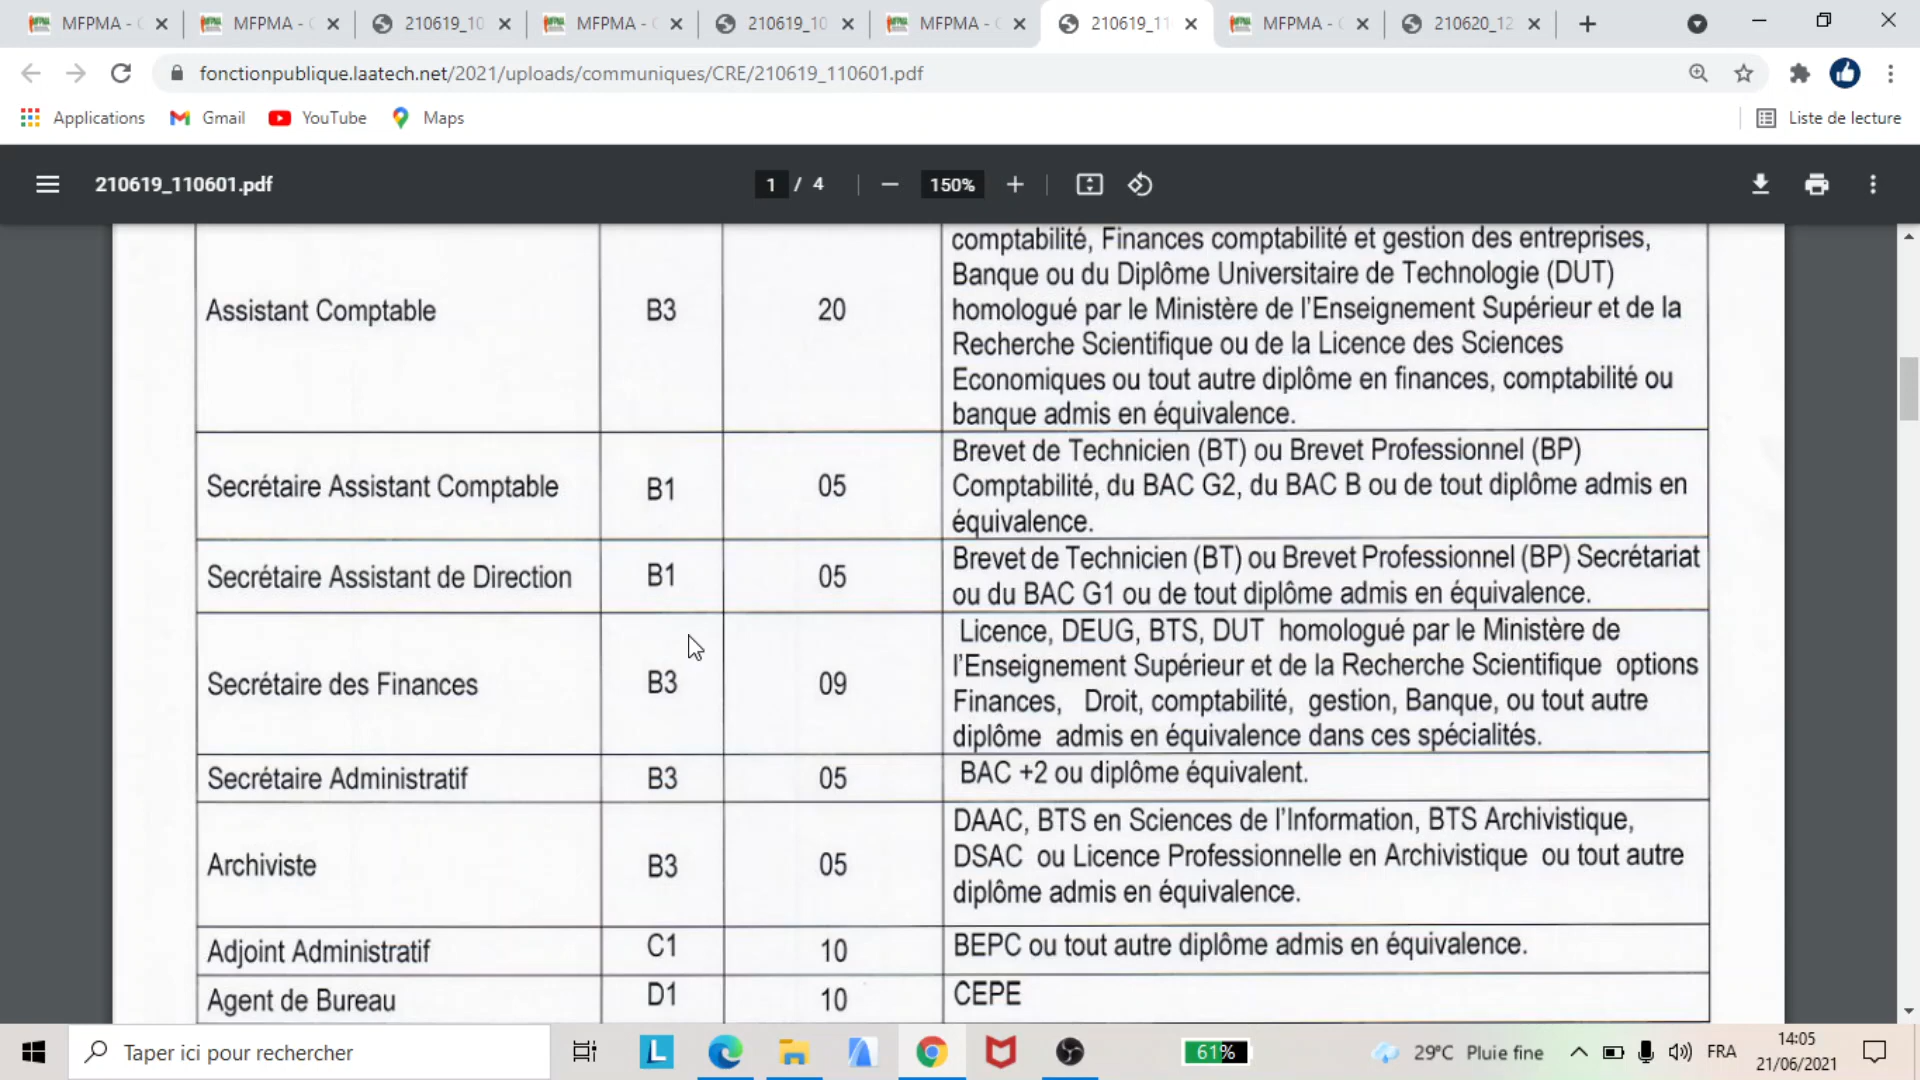 MFPMA - C
MFPMA - C
210619_10
MFPMA - C
210619_10
MFPMA - C
210619_11
MFPMA - C
210620_12
fonctionpublique.laatech.net/2021/uploads/communiques/CRE/210619_110601.pdf
Applications
Gmail
YouTube
Maps
Liste de lecture
210619_110601.pdf
1 / 4
150%
comptabilité, Finances comptabilité et gestion des entreprises,
Banque ou du Diplôme Universitaire de Technologie (DUT)
Assistant Comptable B3 20 homologué par le Ministère de l'Enseignement Supérieur et de la
Recherche Scientifique ou de la Licence des Sciences
Economiques ou tout autre diplôme en finances, comptabilité ou
banque admis en équivalence.
Brevet de Technicien (BT) ou Brevet Professionnel (BP)
Secrétaire Assistant Comptable B1 05 Comptabilité, du BAC G2, du BAC B ou de tout diplôme admis en
équivalence.
Brevet de Technicien (BT) ou Brevet Professionnel (BP) Secrétariat
Secrétaire Assistant de Direction B1 05 ou du BAC G1 ou de tout diplôme admis en équivalence.
Licence, DEUG, BTS, DUT homologué par le Ministère de
l'Enseignement Supérieur et de la Recherche Scientifique options
Secrétaire des Finances B3 09 Finances, Droit, comptabilité, gestion, Banque, ou tout autre
diplôme admis en équivalence dans ces spécialités.
Secrétaire Administratif B3 05 BAC +2 ou diplôme équivalent.
DAAC, BTS en Sciences de l'Information, BTS Archivistique,
Archiviste B3 05 DSAC ou Licence Professionnelle en Archivistique ou tout autre
diplôme admis en équivalence.
Adjoint Administratif C1 10 BEPC ou tout autre diplôme admis en équivalence.
Agent de Bureau D1 10 CEPE
Taper ici pour rechercher
L
61%
29°C Pluie fine
FRA
14:05
21/06/2021